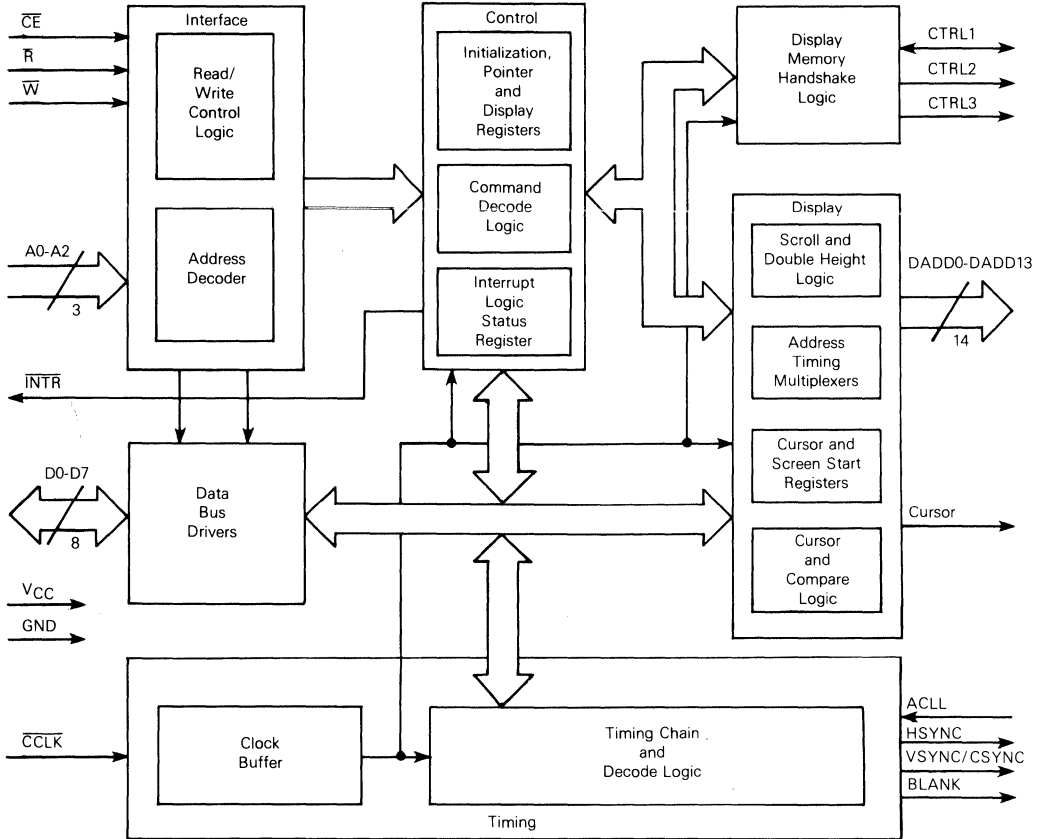 CE
R
W
A0-A2
3
INTR
D0-D7
8
VCC
GND
CCLK
Interface
Read/
Write
Control
Logic
Address
Decoder
Data
Bus
Drivers
Control
Initialization,
Pointer
and
Display
Registers
Command
Decode
Logic
Interrupt
Logic
Status
Register
Display
Memory
Handshake
Logic
CTRL1
CTRL2
CTRL3
Display
Scroll and
Double Height
Logic
Address
Timing
Multiplexers
Cursor and
Screen Start
Registers
Cursor
and
Compare
Logic
DADD0-DADD13
14
Cursor
Clock
Buffer
Timing Chain
and
Decode Logic
Timing
ACLL
HSYNC
VSYNC/CSYNC
BLANK